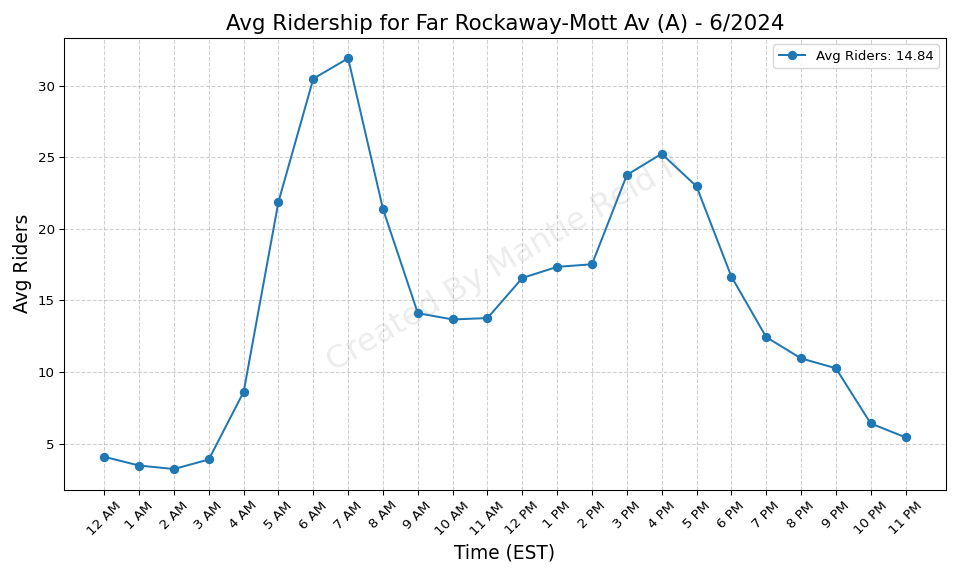 Avg Ridership for Far Rockaway-Mott Av (A) - 6/2024
Avg Riders: 14.84
Avg Riders
30
25
20
15
10
5
Created By Mantle Reid
12 AM
1 AM
2 AM
3 AM
4 AM
5 AM
6 AM
7 AM
8 AM
9 AM
10 AM
11 AM
12 PM
1 PM
2 PM
3 PM
4 PM
5 PM
6 PM
7 PM
8 PM
9 PM
10 PM
11 PM
Time (EST)